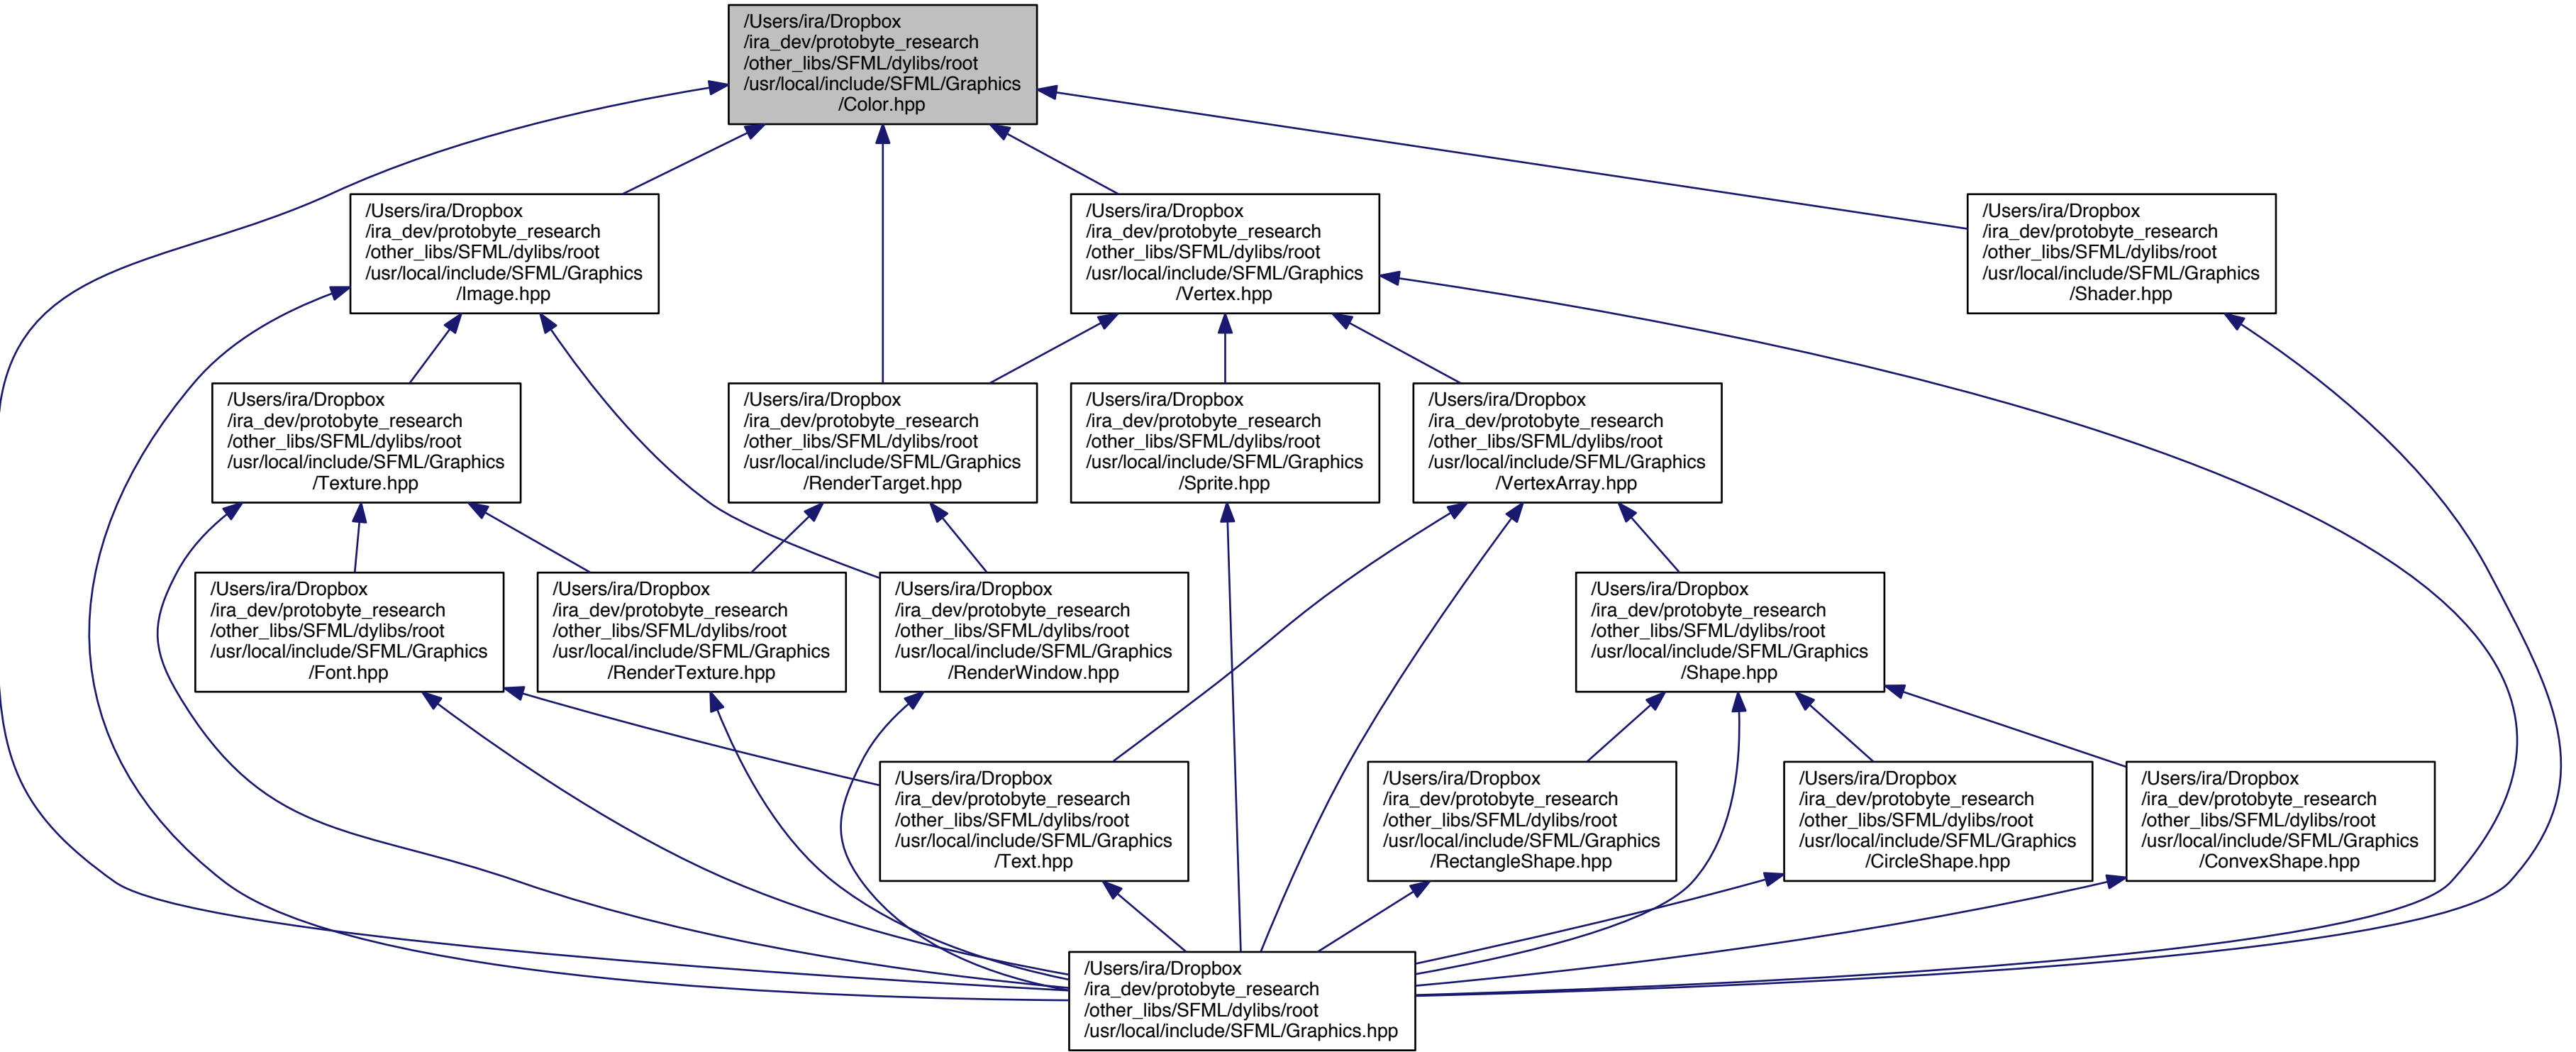 /Users/ira/Dropbox
/ira_dev/protobyte_research
/other_libs/SFML/dylibs/root
/usr/local/include/SFML/Graphics
/Color.hpp
/Users/ira/Dropbox
/ira_dev/protobyte_research
/other_libs/SFML/dylibs/root
/usr/local/include/SFML/Graphics
/Image.hpp
/Users/ira/Dropbox
/ira_dev/protobyte_research
/other_libs/SFML/dylibs/root
/usr/local/include/SFML/Graphics
/Vertex.hpp
/Users/ira/Dropbox
/ira_dev/protobyte_research
/other_libs/SFML/dylibs/root
/usr/local/include/SFML/Graphics
/Shader.hpp
/Users/ira/Dropbox
/ira_dev/protobyte_research
/other_libs/SFML/dylibs/root
/usr/local/include/SFML/Graphics
/Texture.hpp
/Users/ira/Dropbox
/ira_dev/protobyte_research
/other_libs/SFML/dylibs/root
/usr/local/include/SFML/Graphics
/RenderTarget.hpp
/Users/ira/Dropbox
/ira_dev/protobyte_research
/other_libs/SFML/dylibs/root
/usr/local/include/SFML/Graphics
/Sprite.hpp
/Users/ira/Dropbox
/ira_dev/protobyte_research
/other_libs/SFML/dylibs/root
/usr/local/include/SFML/Graphics
/VertexArray.hpp
/Users/ira/Dropbox
/ira_dev/protobyte_research
/other_libs/SFML/dylibs/root
/usr/local/include/SFML/Graphics
/Font.hpp
/Users/ira/Dropbox
/ira_dev/protobyte_research
/other_libs/SFML/dylibs/root
/usr/local/include/SFML/Graphics
/RenderTexture.hpp
/Users/ira/Dropbox
/ira_dev/protobyte_research
/other_libs/SFML/dylibs/root
/usr/local/include/SFML/Graphics
/RenderWindow.hpp
/Users/ira/Dropbox
/ira_dev/protobyte_research
/other_libs/SFML/dylibs/root
/usr/local/include/SFML/Graphics
/Shape.hpp
/Users/ira/Dropbox
/ira_dev/protobyte_research
/other_libs/SFML/dylibs/root
/usr/local/include/SFML/Graphics
/Text.hpp
/Users/ira/Dropbox
/ira_dev/protobyte_research
/other_libs/SFML/dylibs/root
/usr/local/include/SFML/Graphics
/RectangleShape.hpp
/Users/ira/Dropbox
/ira_dev/protobyte_research
/other_libs/SFML/dylibs/root
/usr/local/include/SFML/Graphics
/CircleShape.hpp
/Users/ira/Dropbox
/ira_dev/protobyte_research
/other_libs/SFML/dylibs/root
/usr/local/include/SFML/Graphics
/ConvexShape.hpp
/Users/ira/Dropbox
/ira_dev/protobyte_research
/other_libs/SFML/dylibs/root
/usr/local/include/SFML/Graphics.hpp